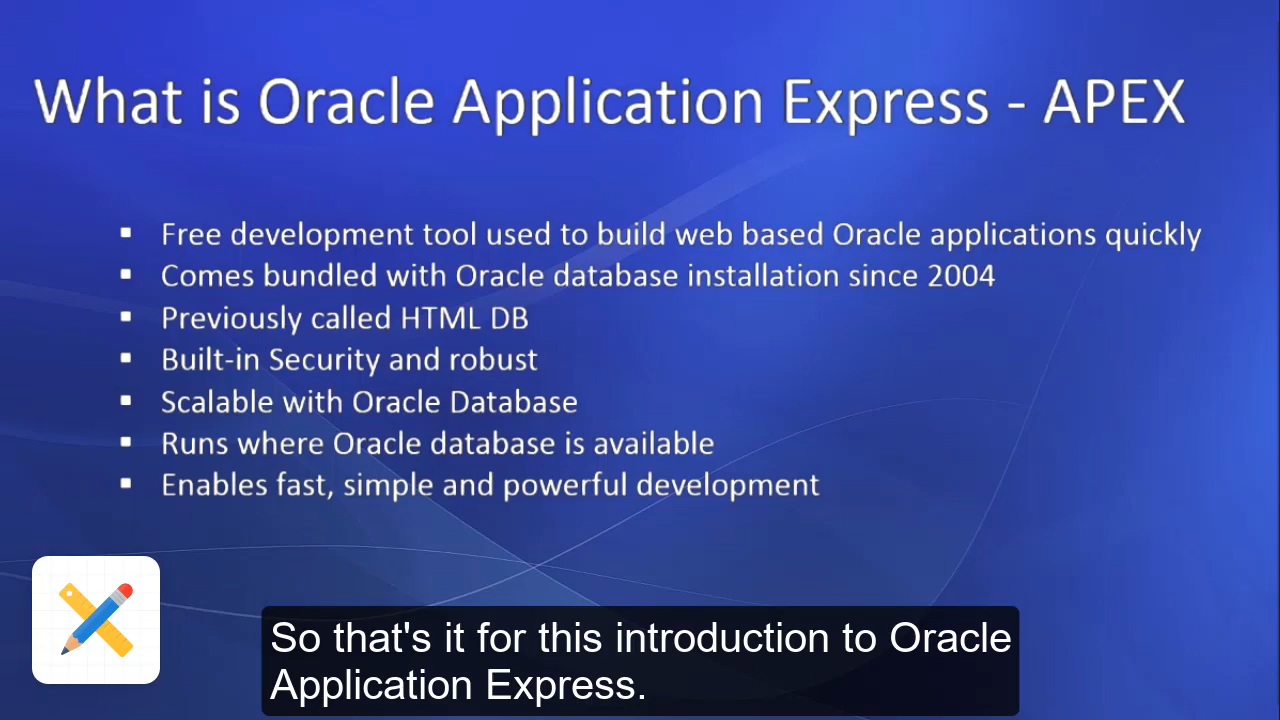 What is Oracle Application Express - APEX
▪ Free development tool used to build web based Oracle applications quickly
▪ Comes bundled with Oracle database installation since 2004
▪ Previously called HTML DB
▪ Built-in Security and robust
▪ Scalable with Oracle Database
▪ Runs where Oracle database is available
▪ Enables fast, simple and powerful development
So that's it for this introduction to Oracle
Application Express.